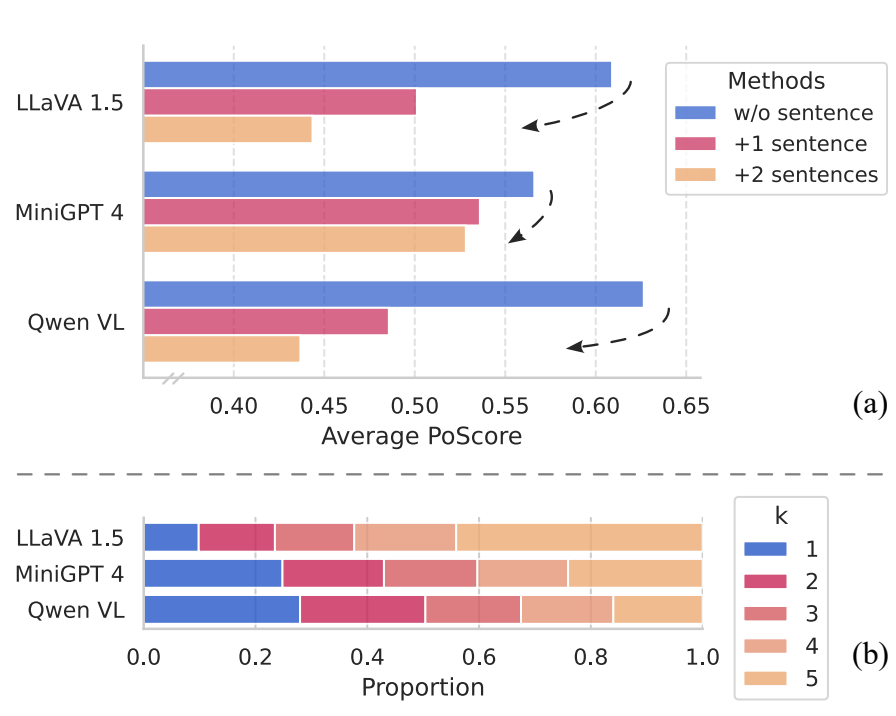 LLaVA 1.5
MiniGPT 4
Qwen VL
Methods
w/o sentence
+1 sentence
+2 sentences
0.40 0.45 0.50 0.55 0.60 0.65
Average PoScore
(a)
LLaVA 1.5
MiniGPT 4
Qwen VL
0.0 0.2 0.4 0.6 0.8 1.0
Proportion
k
1
2
3
4
5
(b)